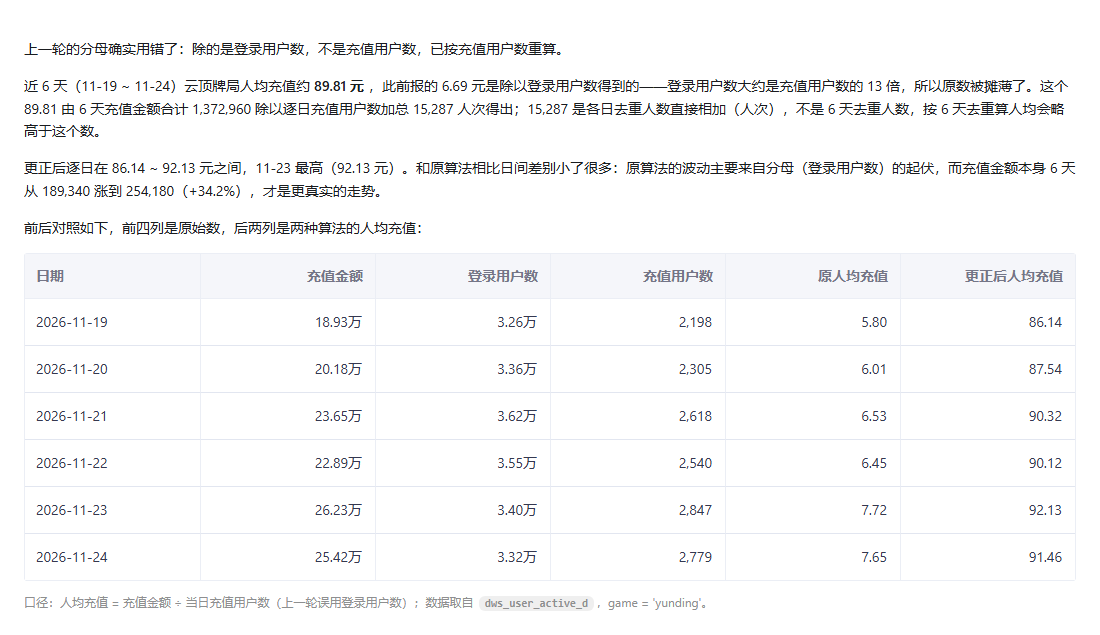 上一轮的分母确实用错了：除的是登录用户数，不是充值用户数，已按充值用户数重算。
近 6 天（11-19 ~ 11-24）云顶牌局人均充值约 89.81 元 ，此前报的 6.69 元是除以登录用户数得到的——登录用户数大约是充值用户数的 13 倍，所以原数被摊薄了。这个
89.81 由 6 天充值金额合计 1,372,960 除以逐日充值用户数加总 15,287 人次得出；15,287 是各日去重人数直接相加（人次），不是 6 天去重人数，按 6 天去重算人均会略
高于这个数。
更正后逐日在 86.14 ~ 92.13 元之间，11-23 最高（92.13 元）。和原算法相比日间差别小了很多：原算法的波动主要来自分母（登录用户数）的起伏，而充值金额本身 6 天
从 189,340 涨到 254,180（+34.2%），才是更真实的走势。
前后对照如下，前四列是原始数，后两列是两种算法的人均充值：
日期 充值金额 登录用户数 充值用户数 原人均充值 更正后人均充值
2026-11-19 18.93万 3.26万 2,198 5.80 86.14
2026-11-20 20.18万 3.36万 2,305 6.01 87.54
2026-11-21 23.65万 3.62万 2,618 6.53 90.32
2026-11-22 22.89万 3.55万 2,540 6.45 90.12
2026-11-23 26.23万 3.40万 2,847 7.72 92.13
2026-11-24 25.42万 3.32万 2,779 7.65 91.46
口径：人均充值 = 充值金额 ÷ 当日充值用户数（上一轮误用登录用户数）；数据取自 dws_user_active_d ，game = 'yunding'。